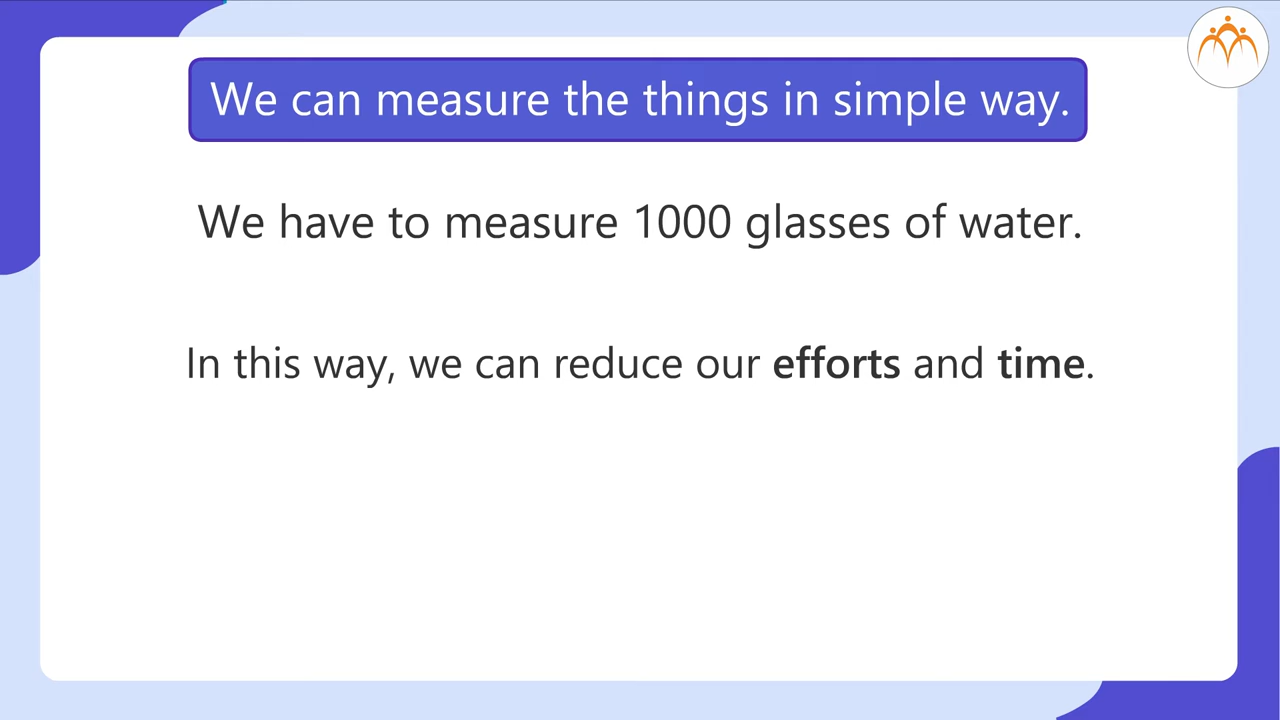 We can measure the things in simple way.
We have to measure 1000 glasses of water.
In this way, we can reduce our efforts and time.